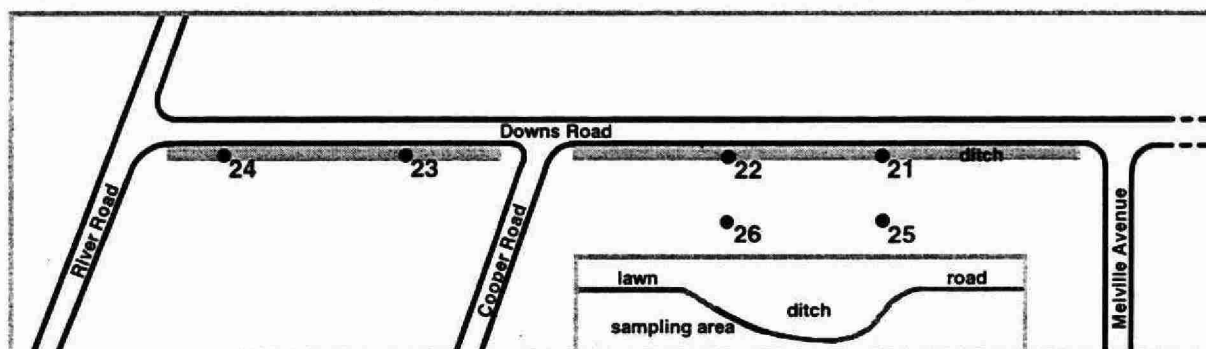 Downs Road
24
23
22
21
ditch
26
25
River Road
Cooper Road
Melville Avenue
lawn
road
ditch
sampling area